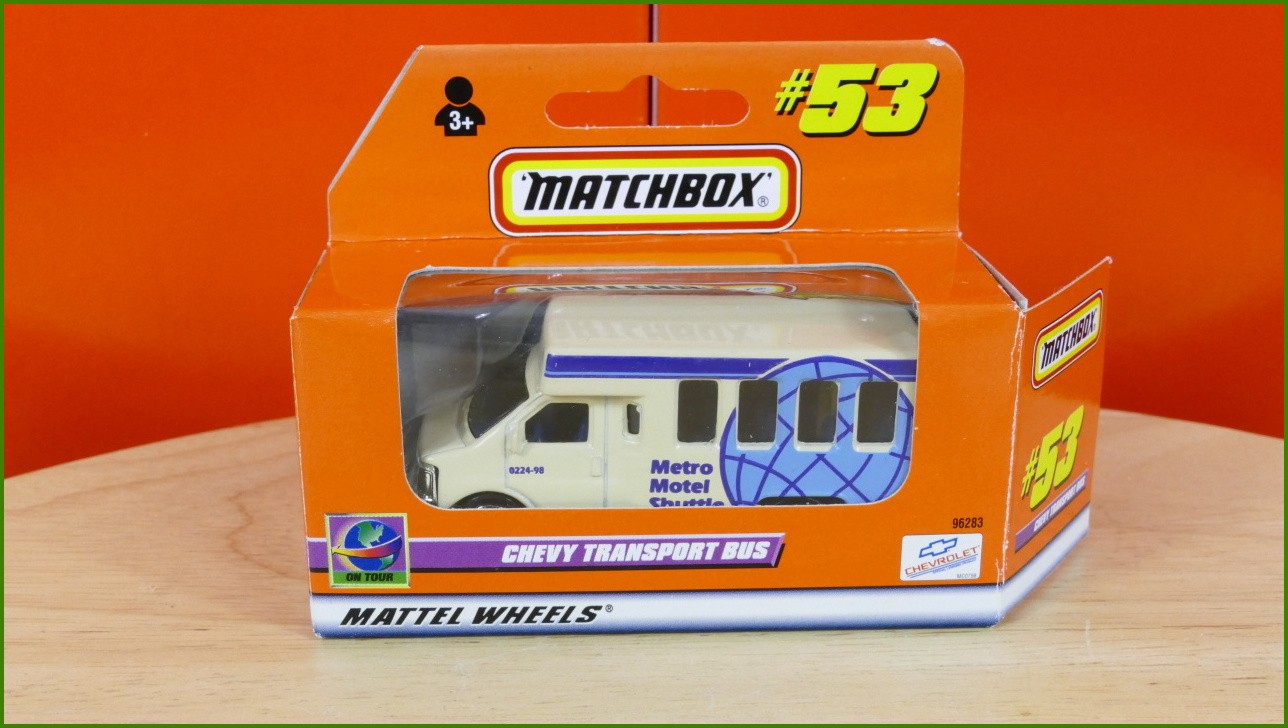 3+
#53
'MATCHBOX'®
0224-98
Metro
Motel
Shuttle
96283
CHEVY TRANSPORT BUS
ON TOUR
CHEVROLET
MATTEL WHEELS®
'MATCHBOX'
#53
CHEVY TRANSPORT BUS